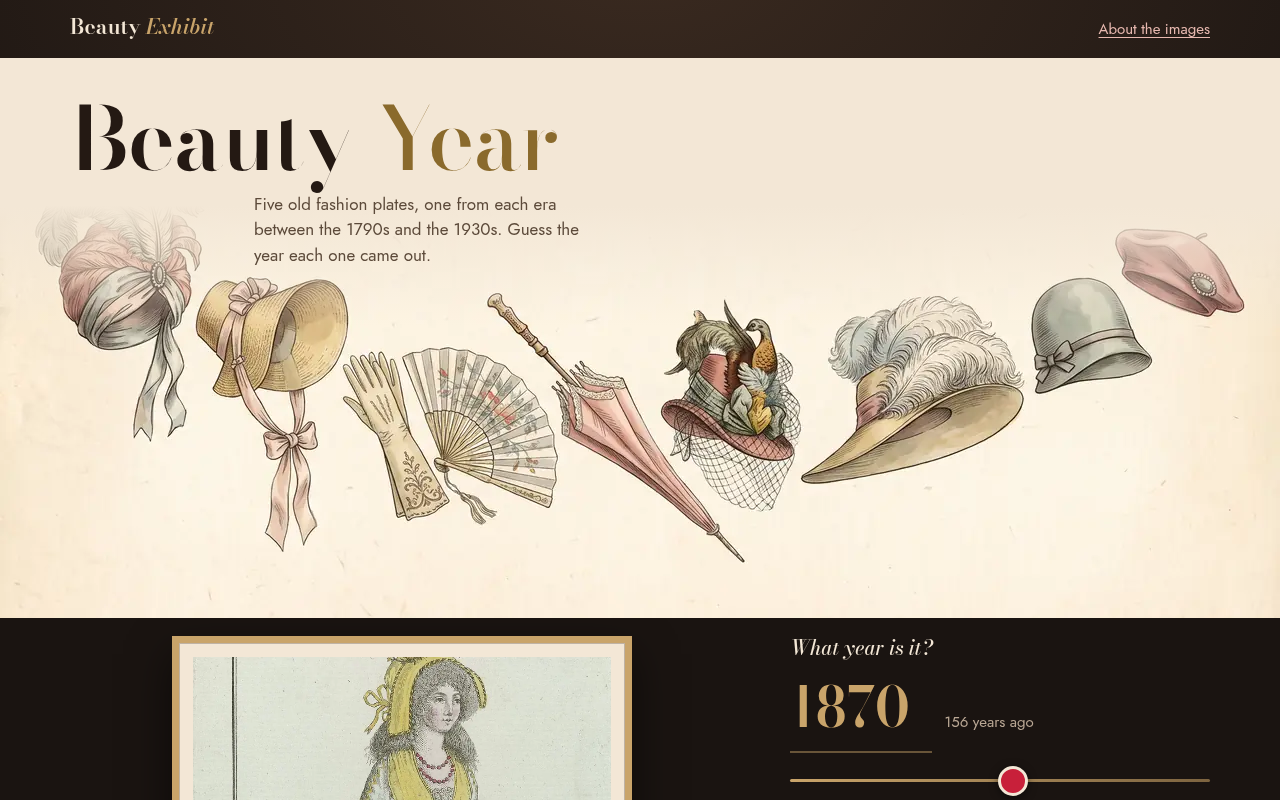 Beauty Exhibit
About the images
Beauty Year
Five old fashion plates, one from each era
between the 1790s and the 1930s. Guess the
year each one came out.
What year is it?
1870
156 years ago